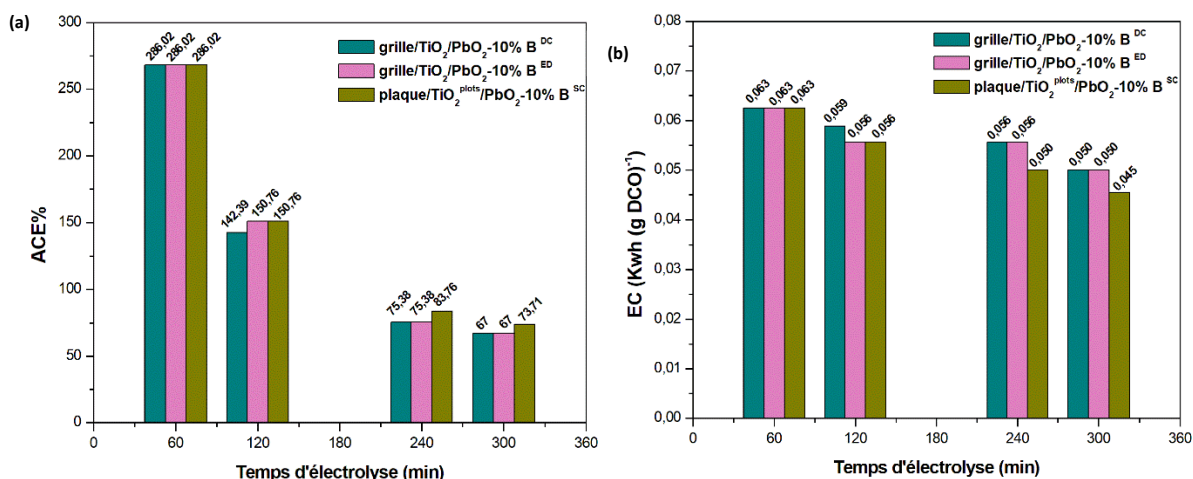 (a)
300
250
200
150
100
50
0
ACE%
286,02 286,02 286,02
142,39 150,76 150,76
75,38 75,38 83,76
67 67 73,71
grille/TiO₂/PbO₂-10% B ᴰᶜ
grille/TiO₂/PbO₂-10% B ᴱᴰ
plaque/TiO₂ᵖˡᵒᵗˢ/PbO₂-10% B ˢᶜ
0 60 120 180 240 300 360
Temps d'électrolyse (min)
(b)
0,08
0,07
0,06
0,05
0,04
0,03
0,02
0,01
0,00
EC (Kwh (g DCO)⁻¹
0,063 0,063 0,063
0,059 0,056 0,056
0,056 0,056 0,050
0,050 0,050 0,045
grille/TiO₂/PbO₂-10% B ᴰᶜ
grille/TiO₂/PbO₂-10% B ᴱᴰ
plaque/TiO₂ᵖˡᵒᵗˢ/PbO₂-10% B ˢᶜ
0 60 120 180 240 300 360
Temps d'électrolyse (min)